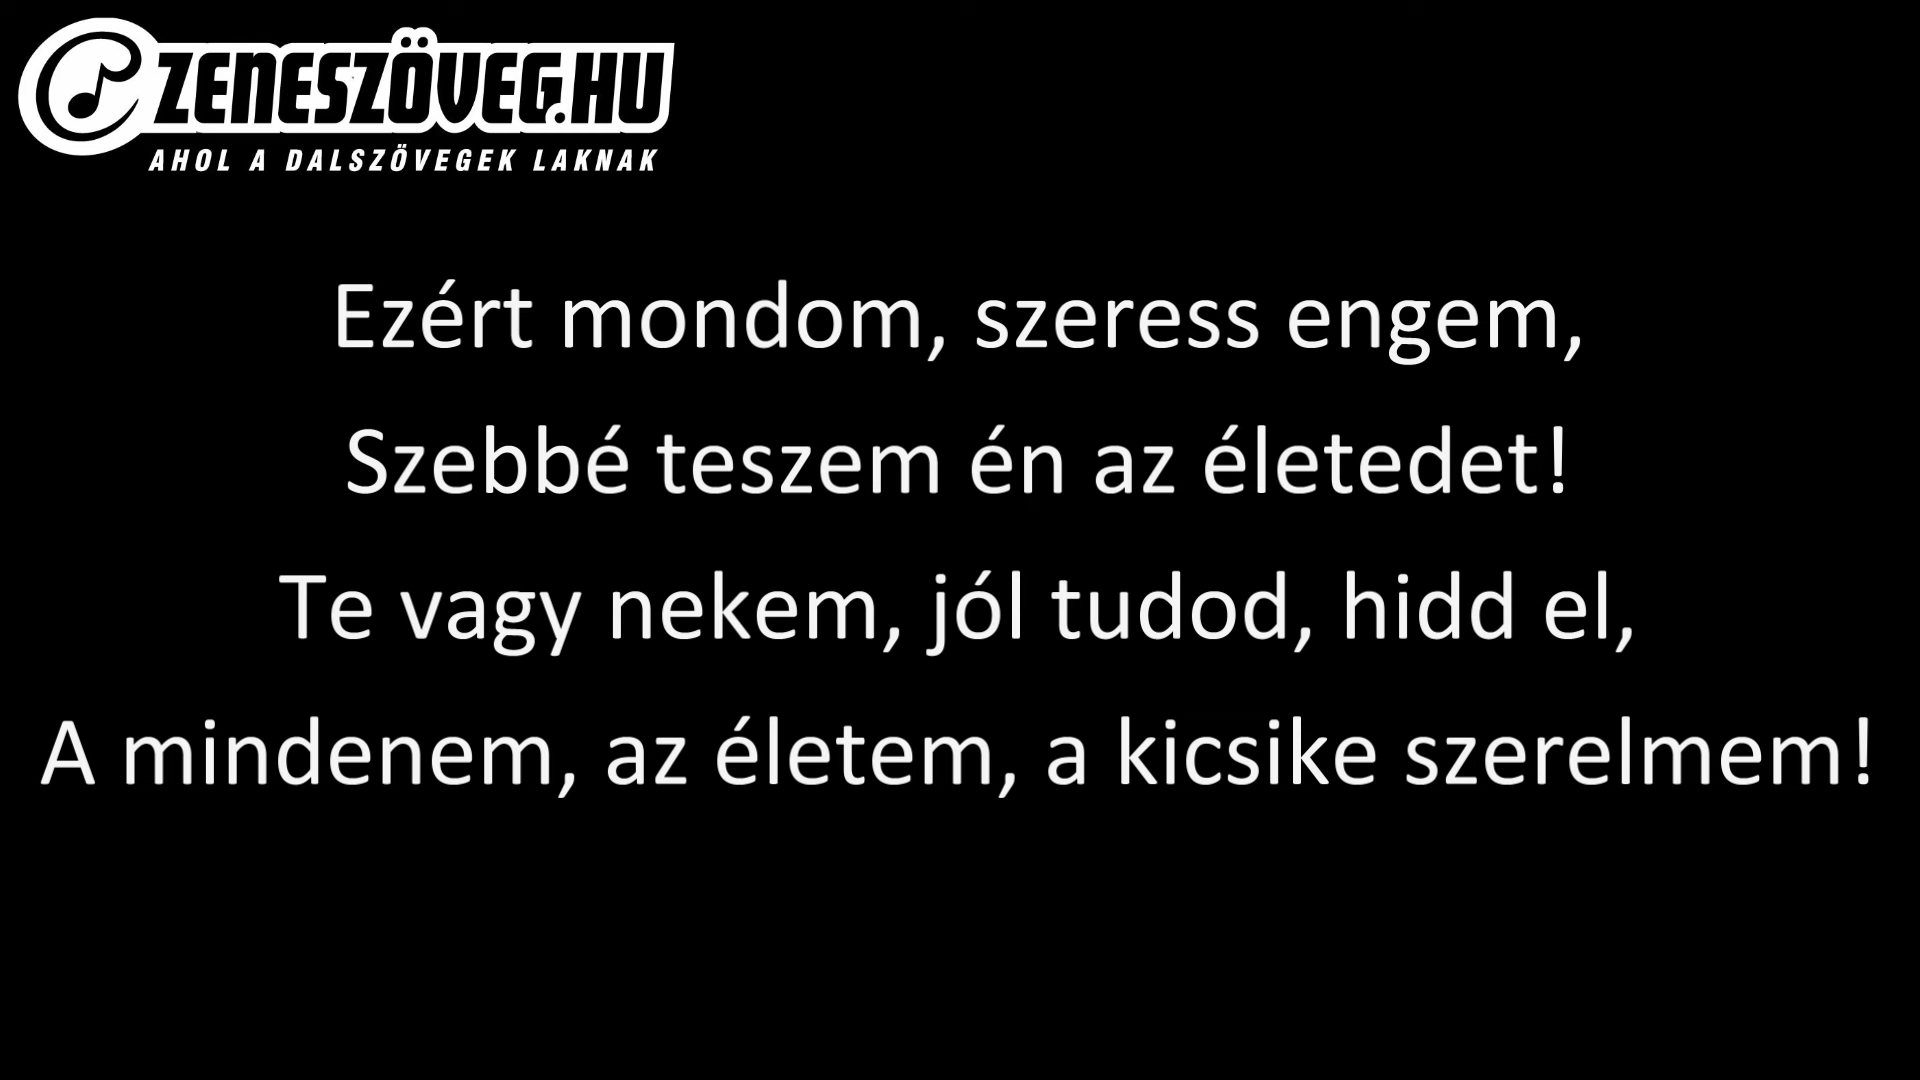 ZENESZÖVEG.HU
AHOL A DALSZÖVEGEK LAKNAK
Ezért mondom, szeress engem,
Szebbé teszem én az életedet!
Te vagy nekem, jól tudod, hidd el,
A mindenem, az életem, a kicsike szerelmem!